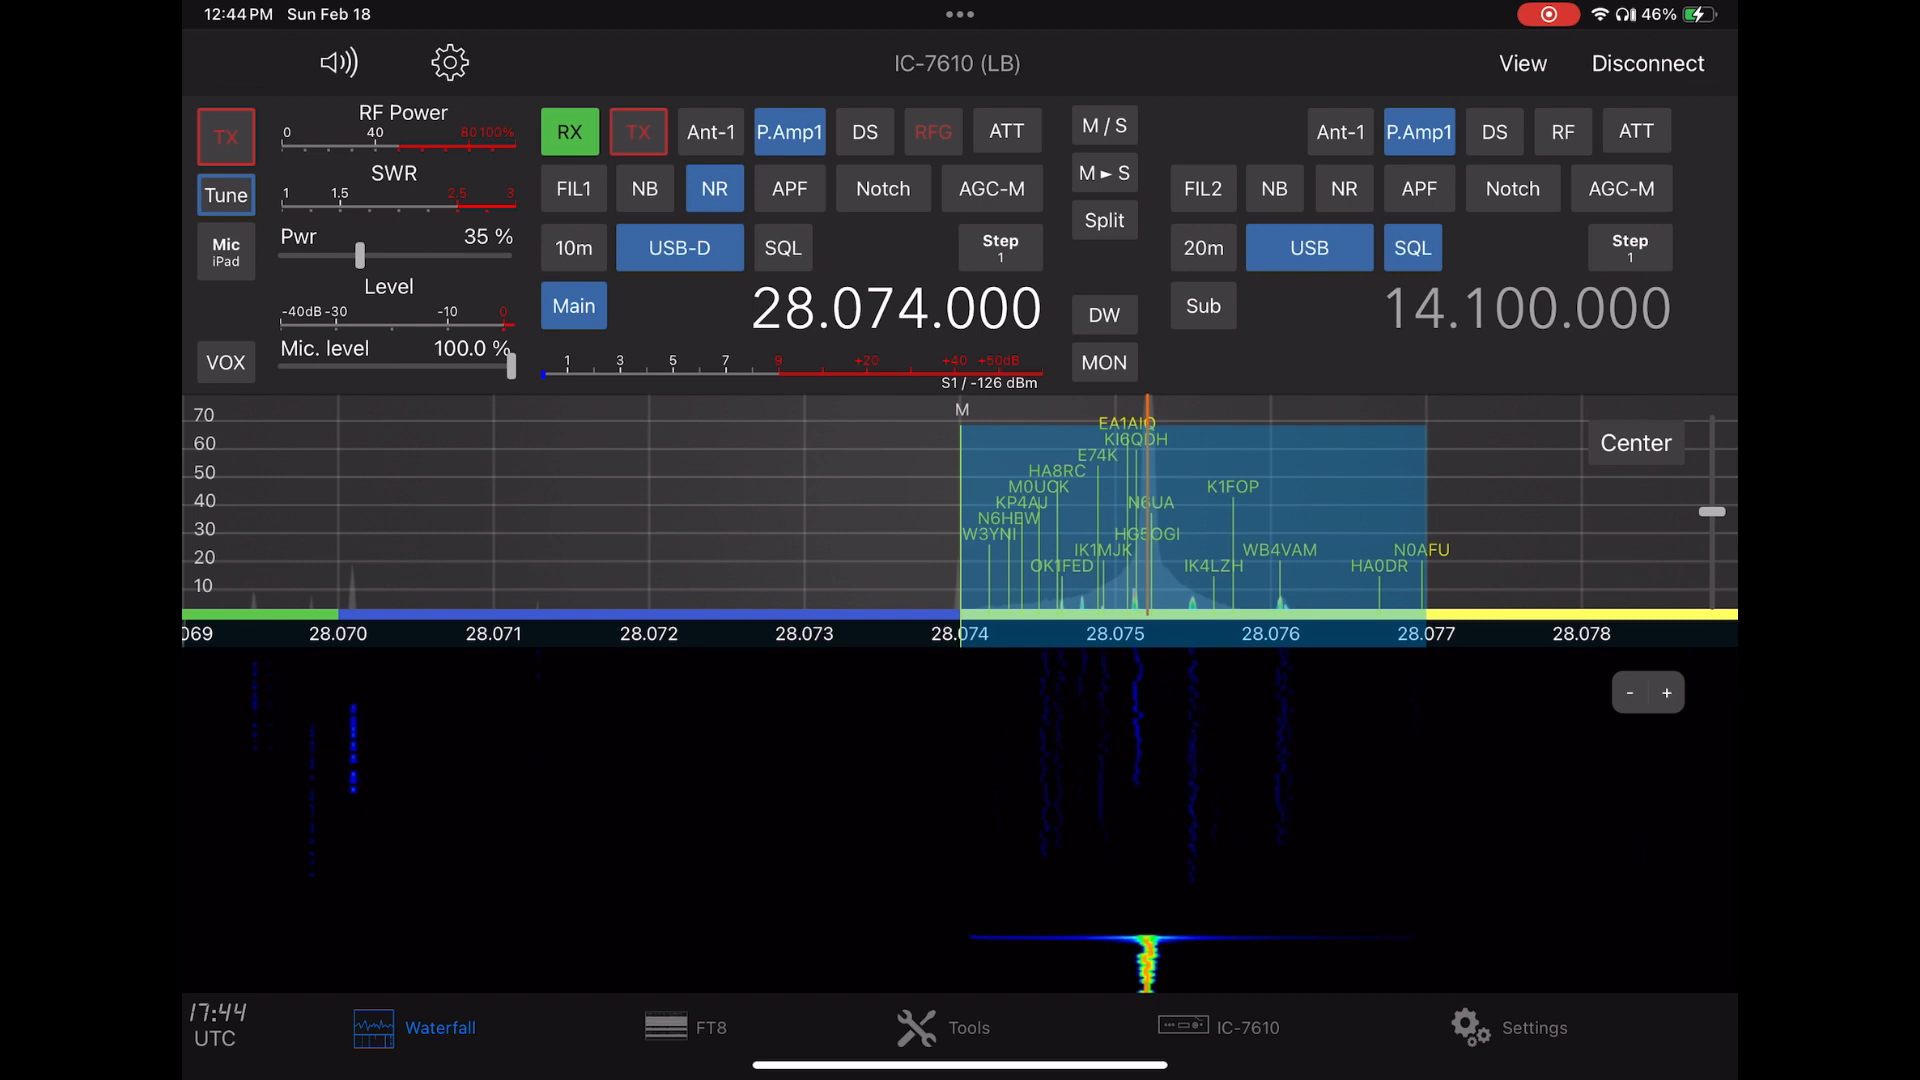 12:44 PM Sun Feb 18
46%
IC-7610 (LB)
View Disconnect
TX
RF Power
0 40 80 100%
SWR
1 1.5 2.5 3
Tune
Mic
iPad
Pwr 35 %
Level
-40dB -30 -10 0
Mic. level 100.0 %
VOX
RX TX Ant-1 P.Amp1 DS RFG ATT
FIL1 NB NR APF Notch AGC-M
10m USB-D SQL Step
1
Main 28.074.000
1 3 5 7 9 +20 +40 +50dB
S1 / -126 dBm
M / S
M ► S
Split
DW
MON
Ant-1 P.Amp1 DS RF ATT
FIL2 NB NR APF Notch AGC-M
20m USB SQL Step
1
Sub 14.100.000
M
70
60
50
40
30
20
10
Center
EA1AIQ
KI6QDH
E74K
HA8RC
M0UOK K1FOP
KP4AJ N6UA
N6HEW
W3YNI HG5OGI
IK1MJK WB4VAM N0AFU
OK1FED IK4LZH HA0DR
069 28.070 28.071 28.072 28.073 28.074 28.075 28.076 28.077 28.078
- +
17:44
UTC
Waterfall FT8 Tools IC-7610 Settings